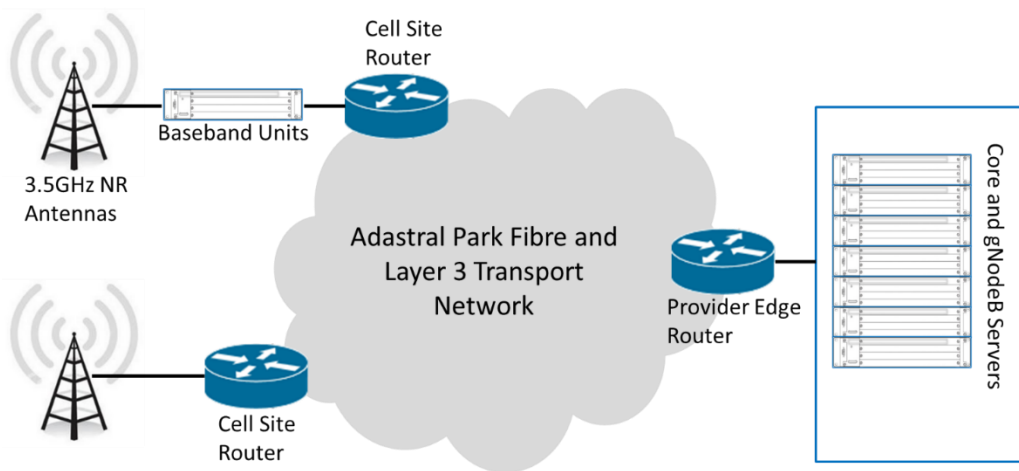 Cell Site
Router
Baseband Units
3.5GHz NR
Antennas
Adastral Park Fibre and
Layer 3 Transport
Network
Provider Edge
Router
Core and gNodeB Servers
Cell Site
Router